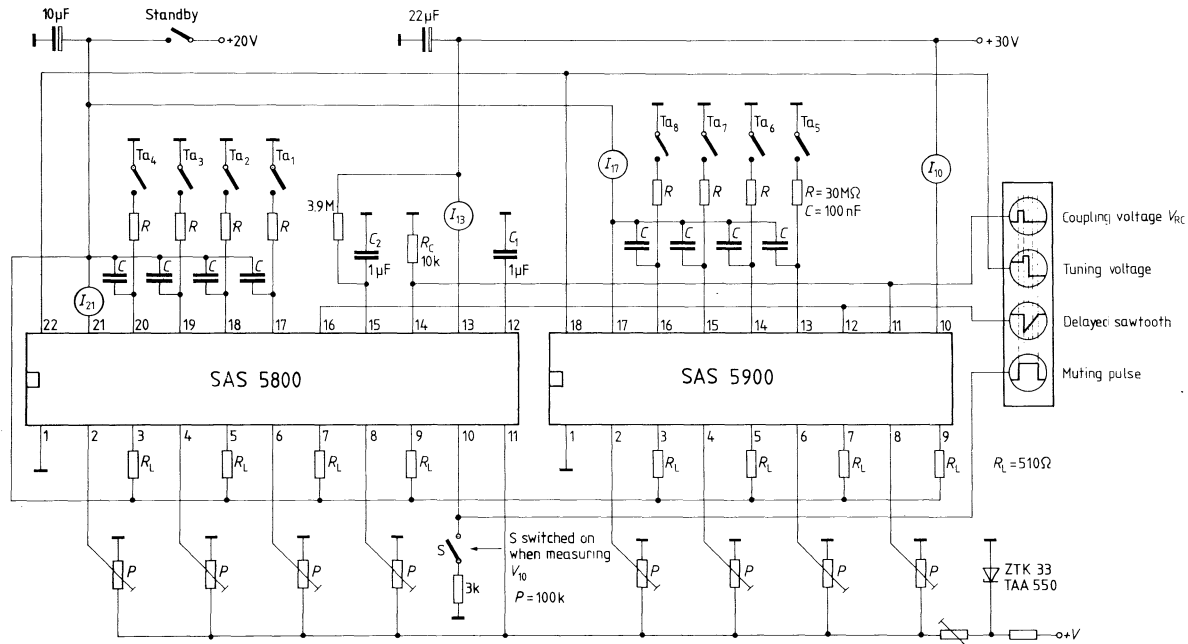 10μF
Standby
+20V
22μF
+30V
Ta4
Ta3
Ta2
Ta1
Ta8
Ta7
Ta6
Ta5
I17
I10
3.9M
I13
R
R
R
R
R
R
R
R = 30MΩ
C = 100nF
C2
1μF
RC
10k
C1
1μF
C
C
C
C
C
C
C
C
I21
Coupling voltage VRC
Tuning voltage
Delayed sawtooth
Muting pulse
22
21
20
19
18
17
16
15
14
13
12
18
17
16
15
14
13
12
11
10
SAS 5800
SAS 5900
1
2
3
4
5
6
7
8
9
10
11
1
2
3
4
5
6
7
8
9
RL
RL
RL
RL
RL
RL
RL
RL
RL = 510Ω
P
P
P
P
S
S switched on
when measuring
V10
P = 100k
3k
P
P
P
P
ZTK 33
TAA 550
+V